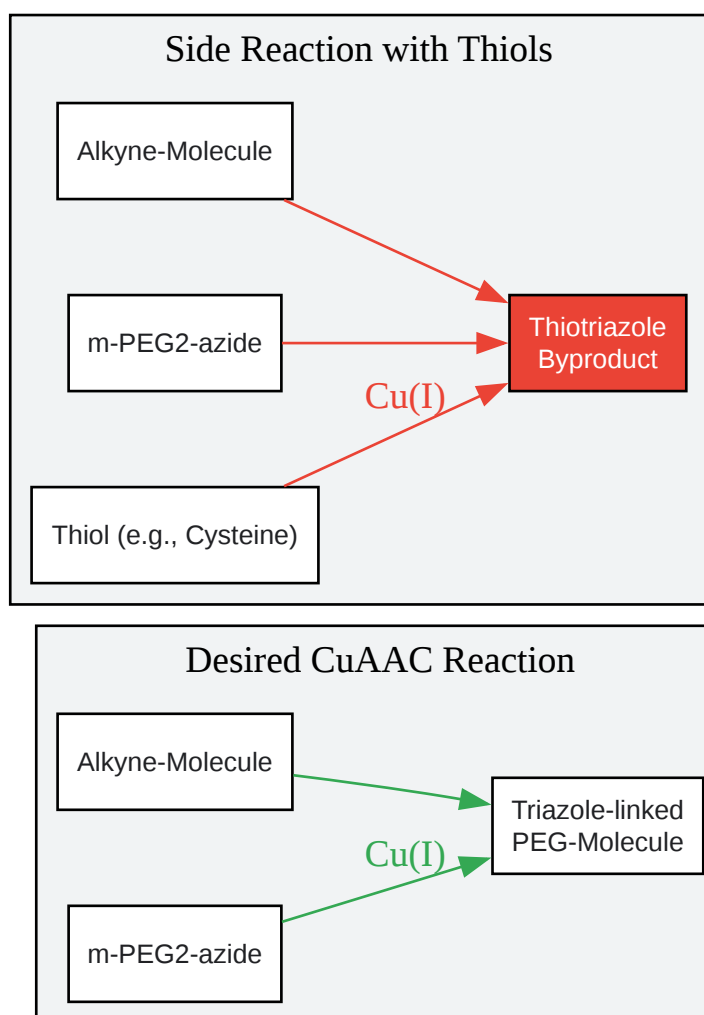 Side Reaction with Thiols
Alkyne-Molecule
m-PEG2-azide
Thiotriazole
Byproduct
Cu(I)
Thiol (e.g., Cysteine)
Desired CuAAC Reaction
Alkyne-Molecule
Triazole-linked
PEG-Molecule
Cu(I)
m-PEG2-azide